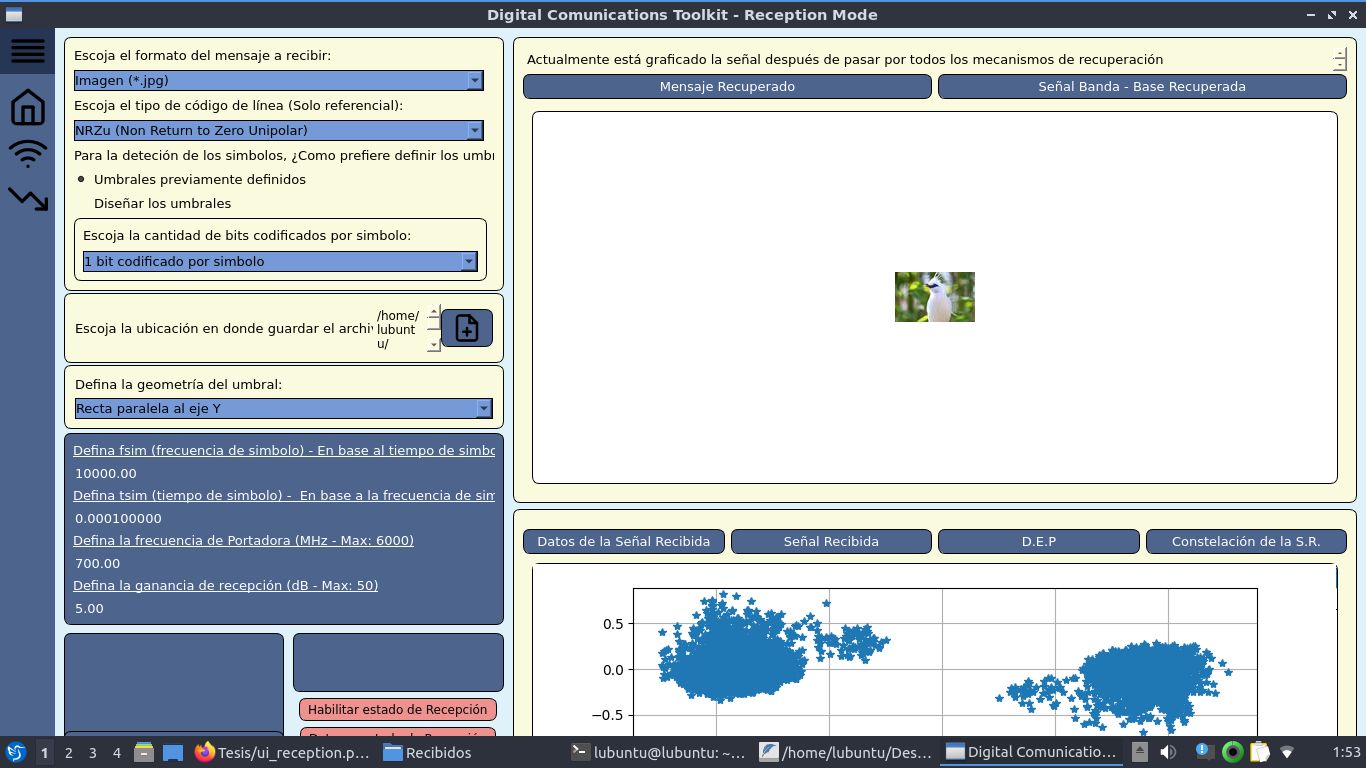 Digital Comunications Toolkit - Reception Mode
Escoja el formato del mensaje a recibir:
Imagen (*.jpg)
Escoja el tipo de código de línea (Solo referencial):
NRZu (Non Return to Zero Unipolar)
Para la deteción de los simbolos, ¿Como prefiere definir los umbr
Umbrales previamente definidos
Diseñar los umbrales
Escoja la cantidad de bits codificados por simbolo:
1 bit codificado por simbolo
Escoja la ubicación en donde guardar el archiv
/home/
lubunt
u/
Defina la geometría del umbral:
Recta paralela al eje Y
Defina fsim (frecuencia de simbolo) - En base al tiempo de simbo
10000.00
Defina tsim (tiempo de simbolo) -  En base a la frecuencia de sim
0.000100000
Defina la frecuencia de Portadora (MHz - Max: 6000)
700.00
Defina la ganancia de recepción (dB - Max: 50)
5.00
Habilitar estado de Recepción
Actualmente está graficado la señal después de pasar por todos los mecanismos de recuperación
Mensaje Recuperado
Señal Banda - Base Recuperada
Datos de la Señal Recibida
Señal Recibida
D.E.P
Constelación de la S.R.
0.5
0.0
−0.5
1
2
3
4
Tesis/ui_reception.p...
Recibidos
lubuntu@lubuntu: ~...
/home/lubuntu/Des...
Digital Comunicatio...
1:53